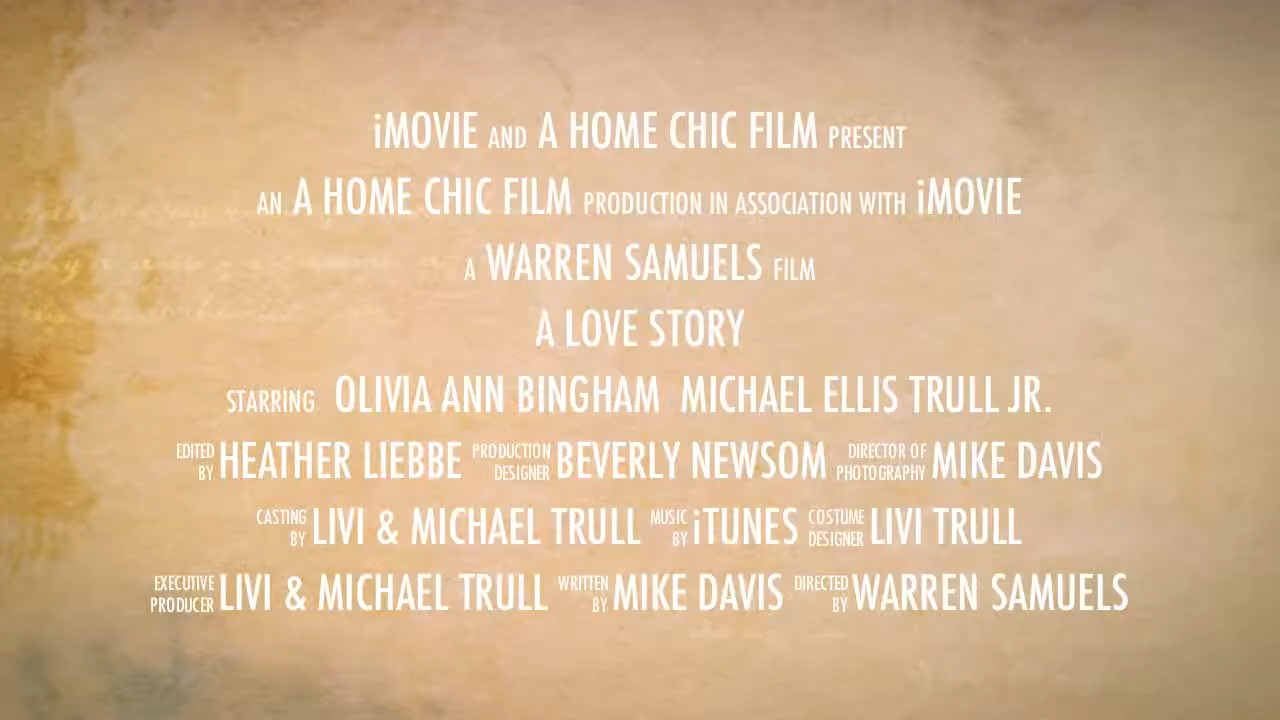 iMOVIE AND A HOME CHIC FILM PRESENT
AN A HOME CHIC FILM PRODUCTION IN ASSOCIATION WITH iMOVIE
A WARREN SAMUELS FILM
A LOVE STORY
STARRING OLIVIA ANN BINGHAM MICHAEL ELLIS TRULL JR.
EDITED BY HEATHER LIEBBE PRODUCTION DESIGNER BEVERLY NEWSOM DIRECTOR OF PHOTOGRAPHY MIKE DAVIS
CASTING BY LIVI & MICHAEL TRULL MUSIC BY iTUNES COSTUME DESIGNER LIVI TRULL
EXECUTIVE PRODUCER LIVI & MICHAEL TRULL WRITTEN BY MIKE DAVIS DIRECTED BY WARREN SAMUELS